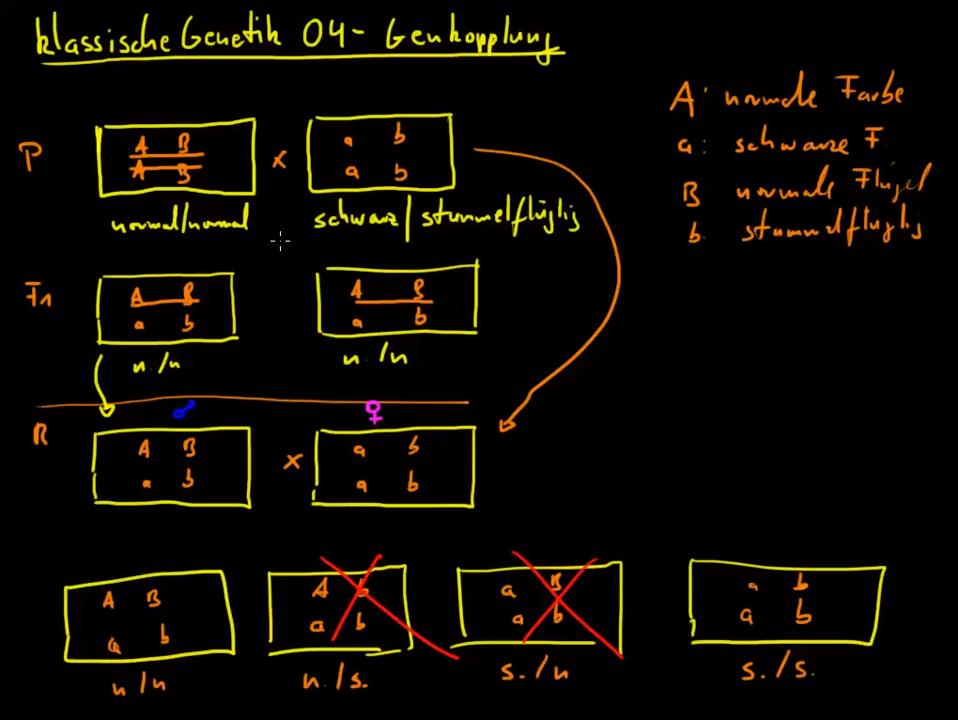 klassische Genetik 04 - Genkopplung
A: normale Farbe
a: schwarze F.
B normale Flügel
b. stummelflüglig
P A B x a b
A B a b
normal/normal schwarz/stummelflüglig
F1 A B A B
a b a b
n./n n./n
♂ ♀
R A B x a b
a b a b
A B A b a B a b
a b a b a b a b
n/n n./s. s./n s./s.